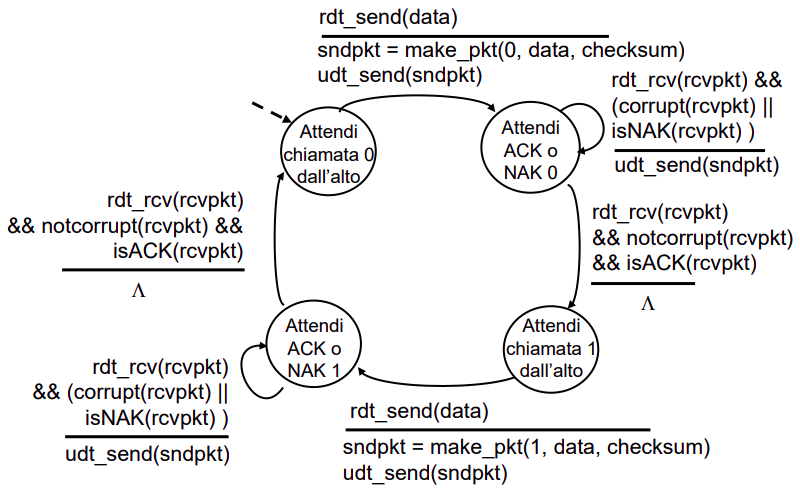 rdt_send(data)
sndpkt = make_pkt(0, data, checksum)
udt_send(sndpkt)
rdt_rcv(rcvpkt) &&
(corrupt(rcvpkt) ||
isNAK(rcvpkt) )
udt_send(sndpkt)
Attendi
chiamata 0
dall'alto
Attendi
ACK o
NAK 0
rdt_rcv(rcvpkt)
&& notcorrupt(rcvpkt) &&
isACK(rcvpkt)
Λ
rdt_rcv(rcvpkt)
&& notcorrupt(rcvpkt)
&& isACK(rcvpkt)
Λ
Attendi
ACK o
NAK 1
Attendi
chiamata 1
dall'alto
rdt_rcv(rcvpkt)
&& (corrupt(rcvpkt) ||
isNAK(rcvpkt) )
udt_send(sndpkt)
rdt_send(data)
sndpkt = make_pkt(1, data, checksum)
udt_send(sndpkt)